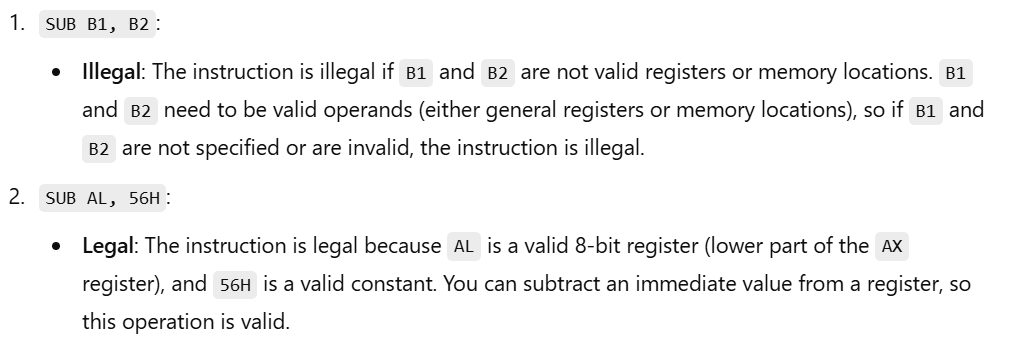 1. SUB B1, B2:
• Illegal: The instruction is illegal if B1 and B2 are not valid registers or memory locations. B1
and B2 need to be valid operands (either general registers or memory locations), so if B1 and
B2 are not specified or are invalid, the instruction is illegal.
2. SUB AL, 56H:
• Legal: The instruction is legal because AL is a valid 8-bit register (lower part of the AX
register), and 56H is a valid constant. You can subtract an immediate value from a register, so
this operation is valid.